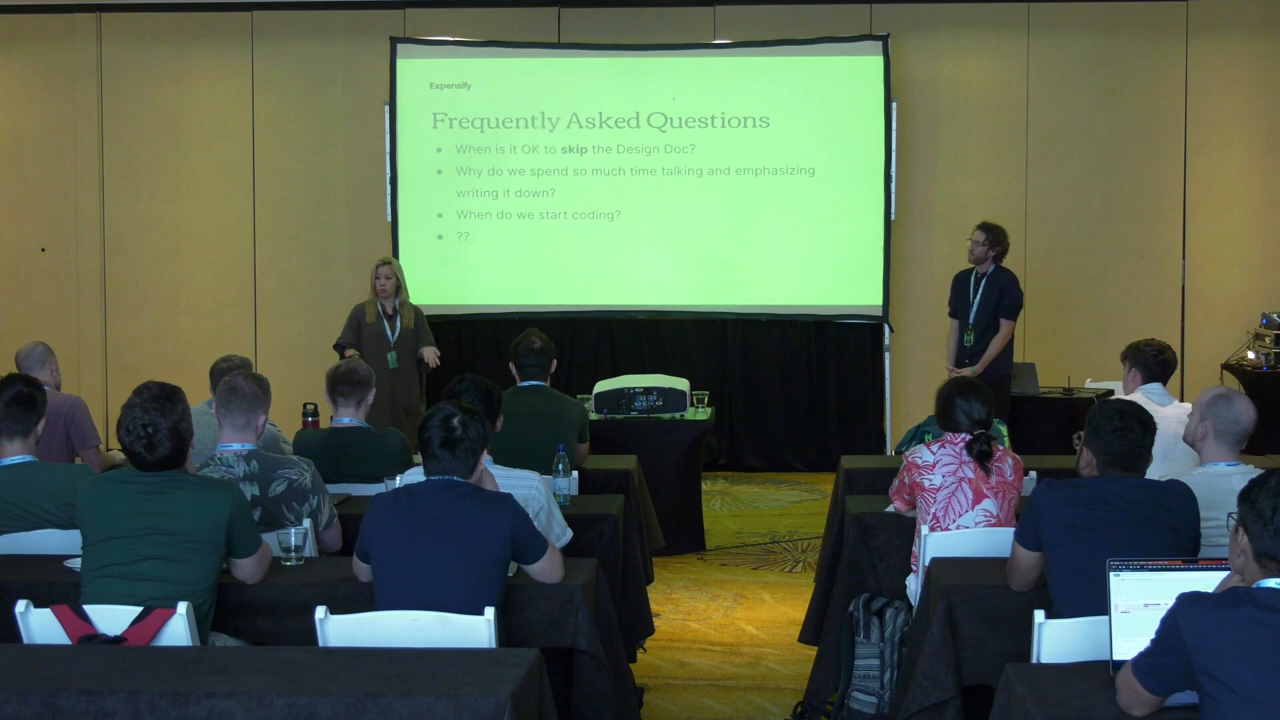 Expensify
Frequently Asked Questions
● When is it OK to skip the Design Doc?
● Why do we spend so much time talking and emphasizing
writing it down?
● When do we start coding?
● ??